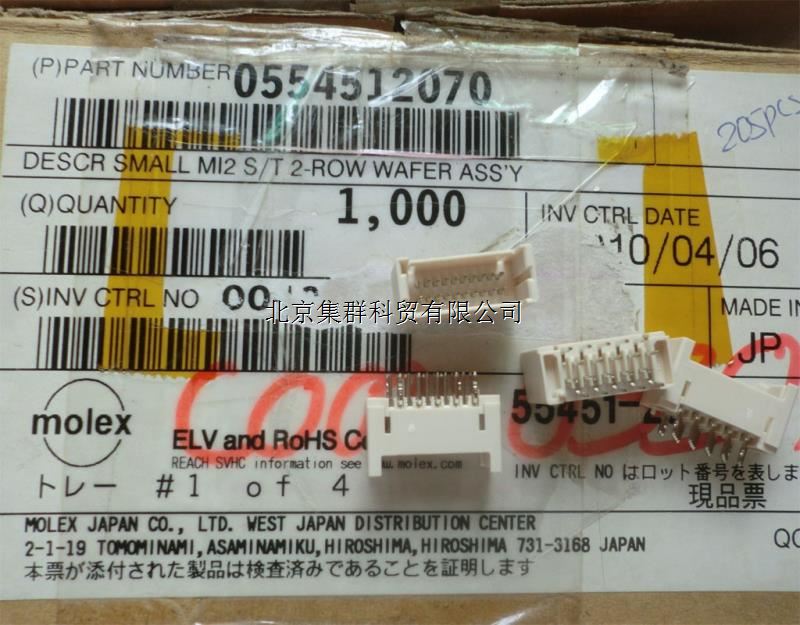 (P)PART NUMBER 0554512070
205PCS
DESCR SMALL MI2 S/T 2-ROW WAFER ASS'Y
(Q)QUANTITY 1,000
INV CTRL DATE
10/04/06
(S)INV CTRL NO
MADE IN
北京集群科贸有限公司
JP
molex
55451-2
ELV and RoHS
REACH SVHC information see www.molex.com
INV CTRL NO はロット番号を表しま
トレー #1 of 4
現品票
MOLEX JAPAN CO., LTD. WEST JAPAN DISTRIBUTION CENTER
2-1-19 TOMOMINAMI,ASAMINAMIKU,HIROSHIMA,HIROSHIMA 731-3168 JAPAN
QC
本票が添付された製品は検査済みであることを証明します